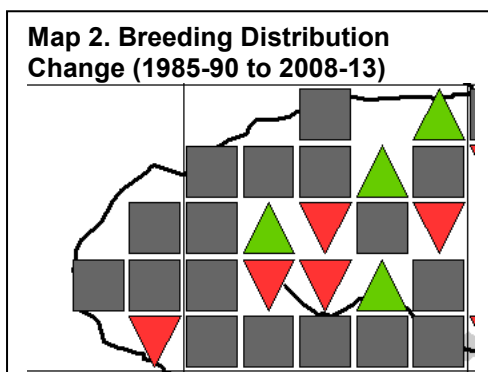 Map 2. Breeding Distribution
Change (1985-90 to 2008-13)